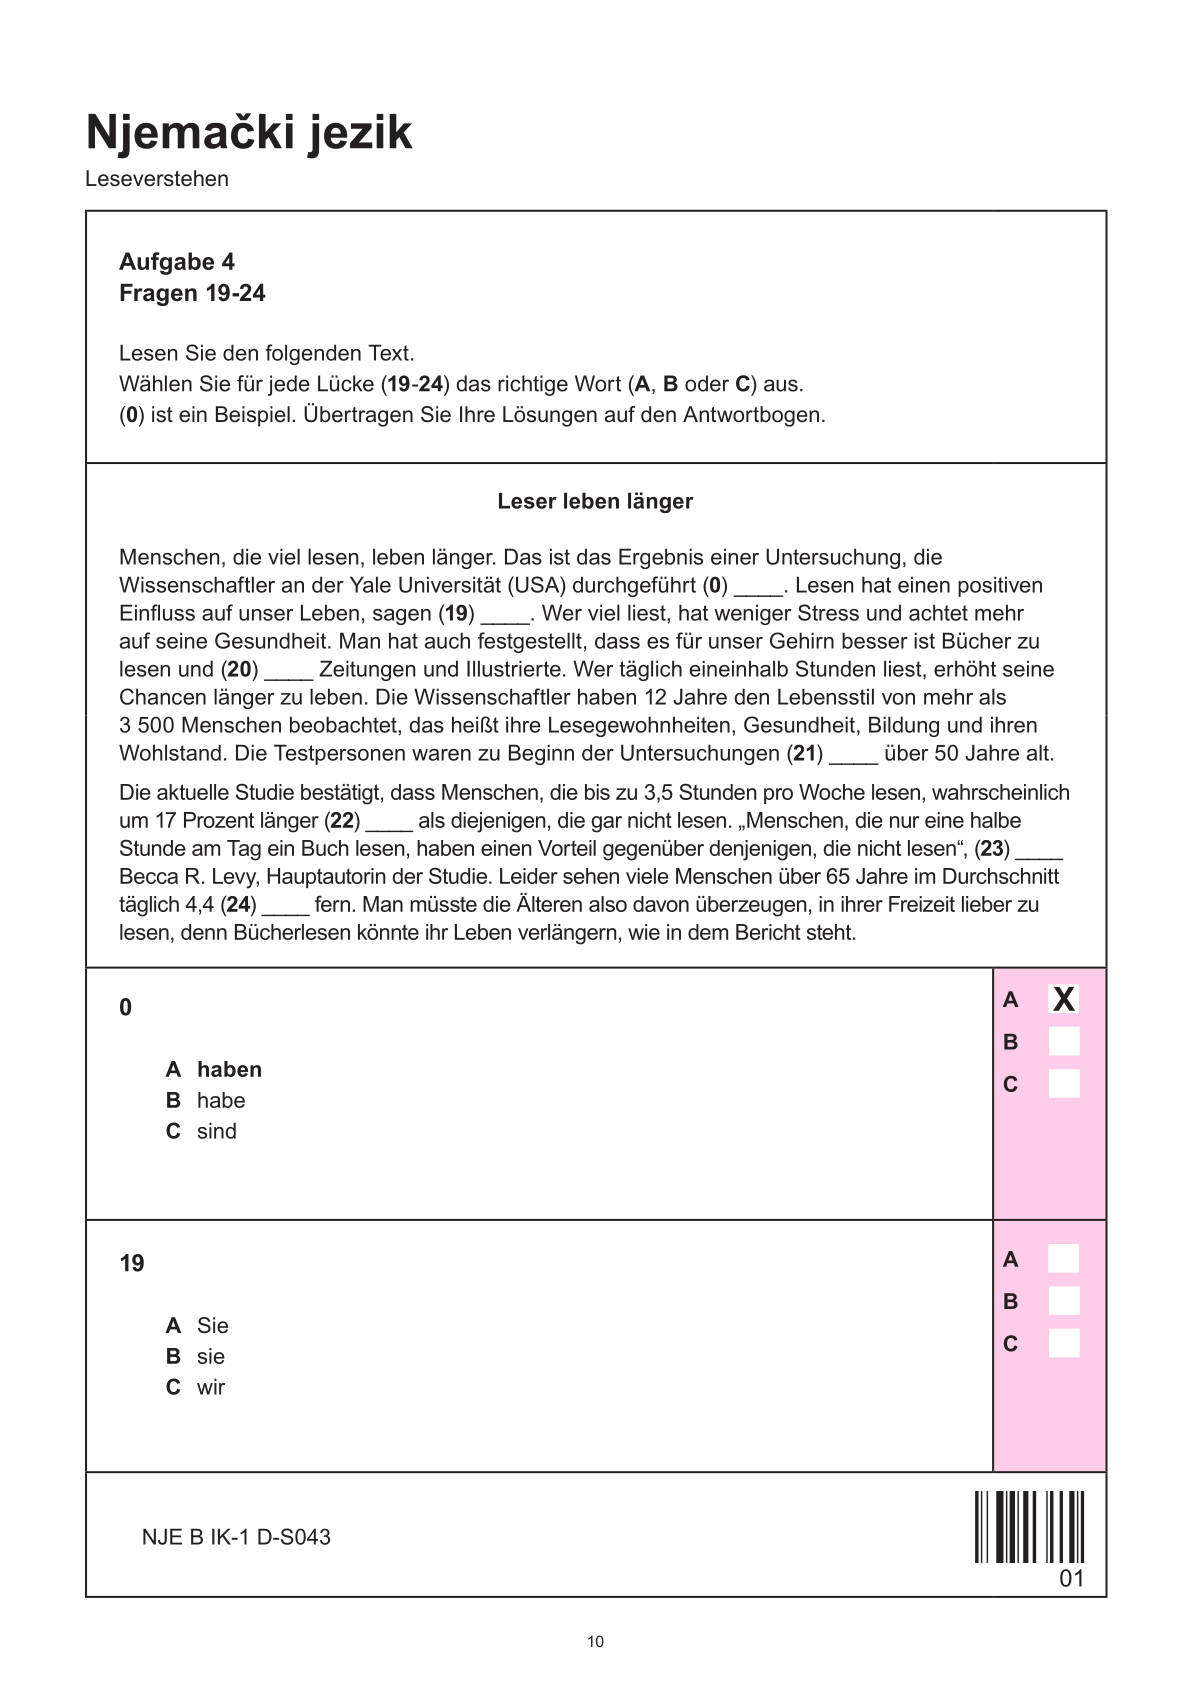 Njemački jezik
Leseverstehen
Aufgabe 4
Fragen 19-24
Lesen Sie den folgenden Text.
Wählen Sie für jede Lücke (19-24) das richtige Wort (A, B oder C) aus.
(0) ist ein Beispiel. Übertragen Sie Ihre Lösungen auf den Antwortbogen.
Leser leben länger
Menschen, die viel lesen, leben länger. Das ist das Ergebnis einer Untersuchung, die
Wissenschaftler an der Yale Universität (USA) durchgeführt (0) ____. Lesen hat einen positiven
Einfluss auf unser Leben, sagen (19) ____. Wer viel liest, hat weniger Stress und achtet mehr
auf seine Gesundheit. Man hat auch festgestellt, dass es für unser Gehirn besser ist Bücher zu
lesen und (20) ____ Zeitungen und Illustrierte. Wer täglich eineinhalb Stunden liest, erhöht seine
Chancen länger zu leben. Die Wissenschaftler haben 12 Jahre den Lebensstil von mehr als
3 500 Menschen beobachtet, das heißt ihre Lesegewohnheiten, Gesundheit, Bildung und ihren
Wohlstand. Die Testpersonen waren zu Beginn der Untersuchungen (21) ____ über 50 Jahre alt.
Die aktuelle Studie bestätigt, dass Menschen, die bis zu 3,5 Stunden pro Woche lesen, wahrscheinlich
um 17 Prozent länger (22) ____ als diejenigen, die gar nicht lesen. „Menschen, die nur eine halbe
Stunde am Tag ein Buch lesen, haben einen Vorteil gegenüber denjenigen, die nicht lesen“, (23) ____
Becca R. Levy, Hauptautorin der Studie. Leider sehen viele Menschen über 65 Jahre im Durchschnitt
täglich 4,4 (24) ____ fern. Man müsste die Älteren also davon überzeugen, in ihrer Freizeit lieber zu
lesen, denn Bücherlesen könnte ihr Leben verlängern, wie in dem Bericht steht.
0
A haben
B habe
C sind
A X
B
C
19
A Sie
B sie
C wir
A
B
C
NJE B IK-1 D-S043
01
10